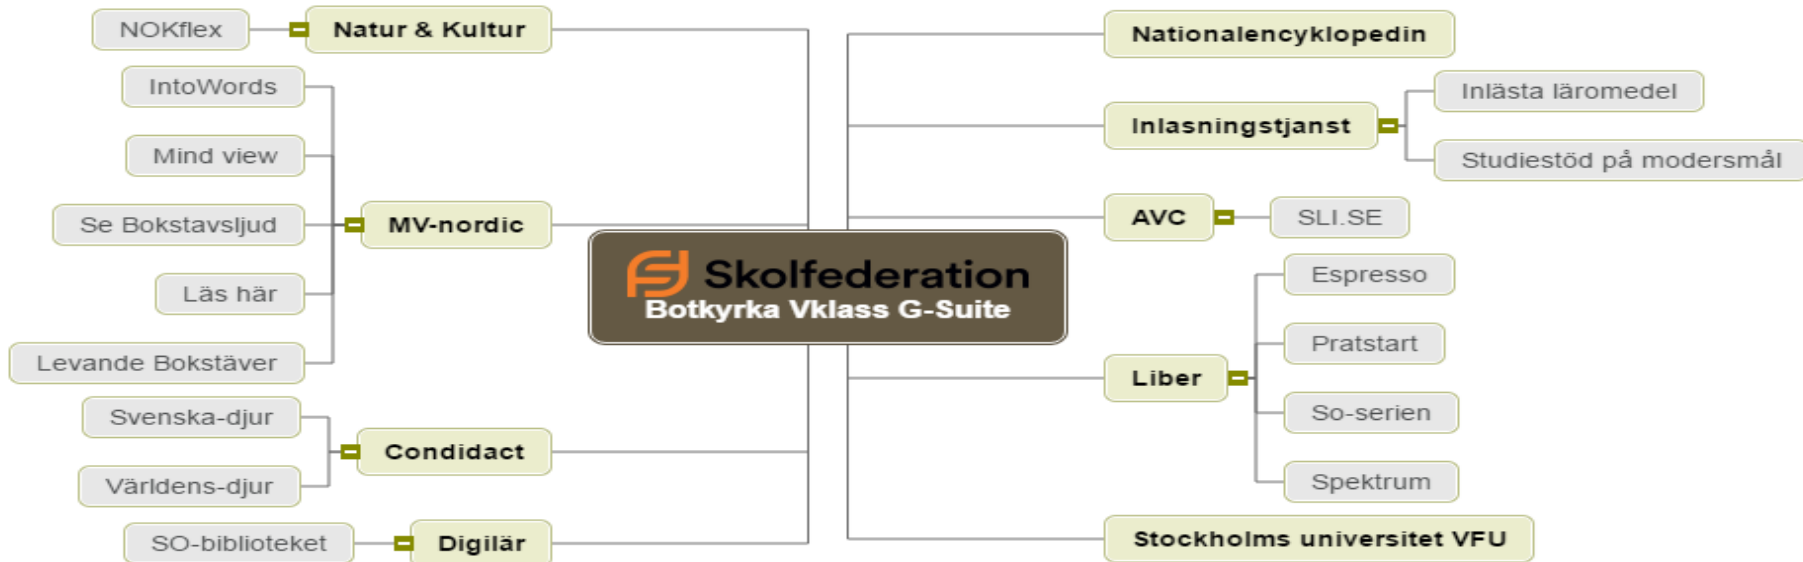 Skolfederation
Botkyrka Vklass G-Suite
Natur & Kultur
NOKflex
MV-nordic
IntoWords
Mind view
Se Bokstavsljud
Läs här
Levande Bokstäver
Condidact
Svenska-djur
Världens-djur
Digilär
SO-biblioteket
Nationalencyklopedin
Inlasningstjanst
Inlästa läromedel
Studiestöd på modersmål
AVC
SLI.SE
Liber
Espresso
Pratstart
So-serien
Spektrum
Stockholms universitet VFU